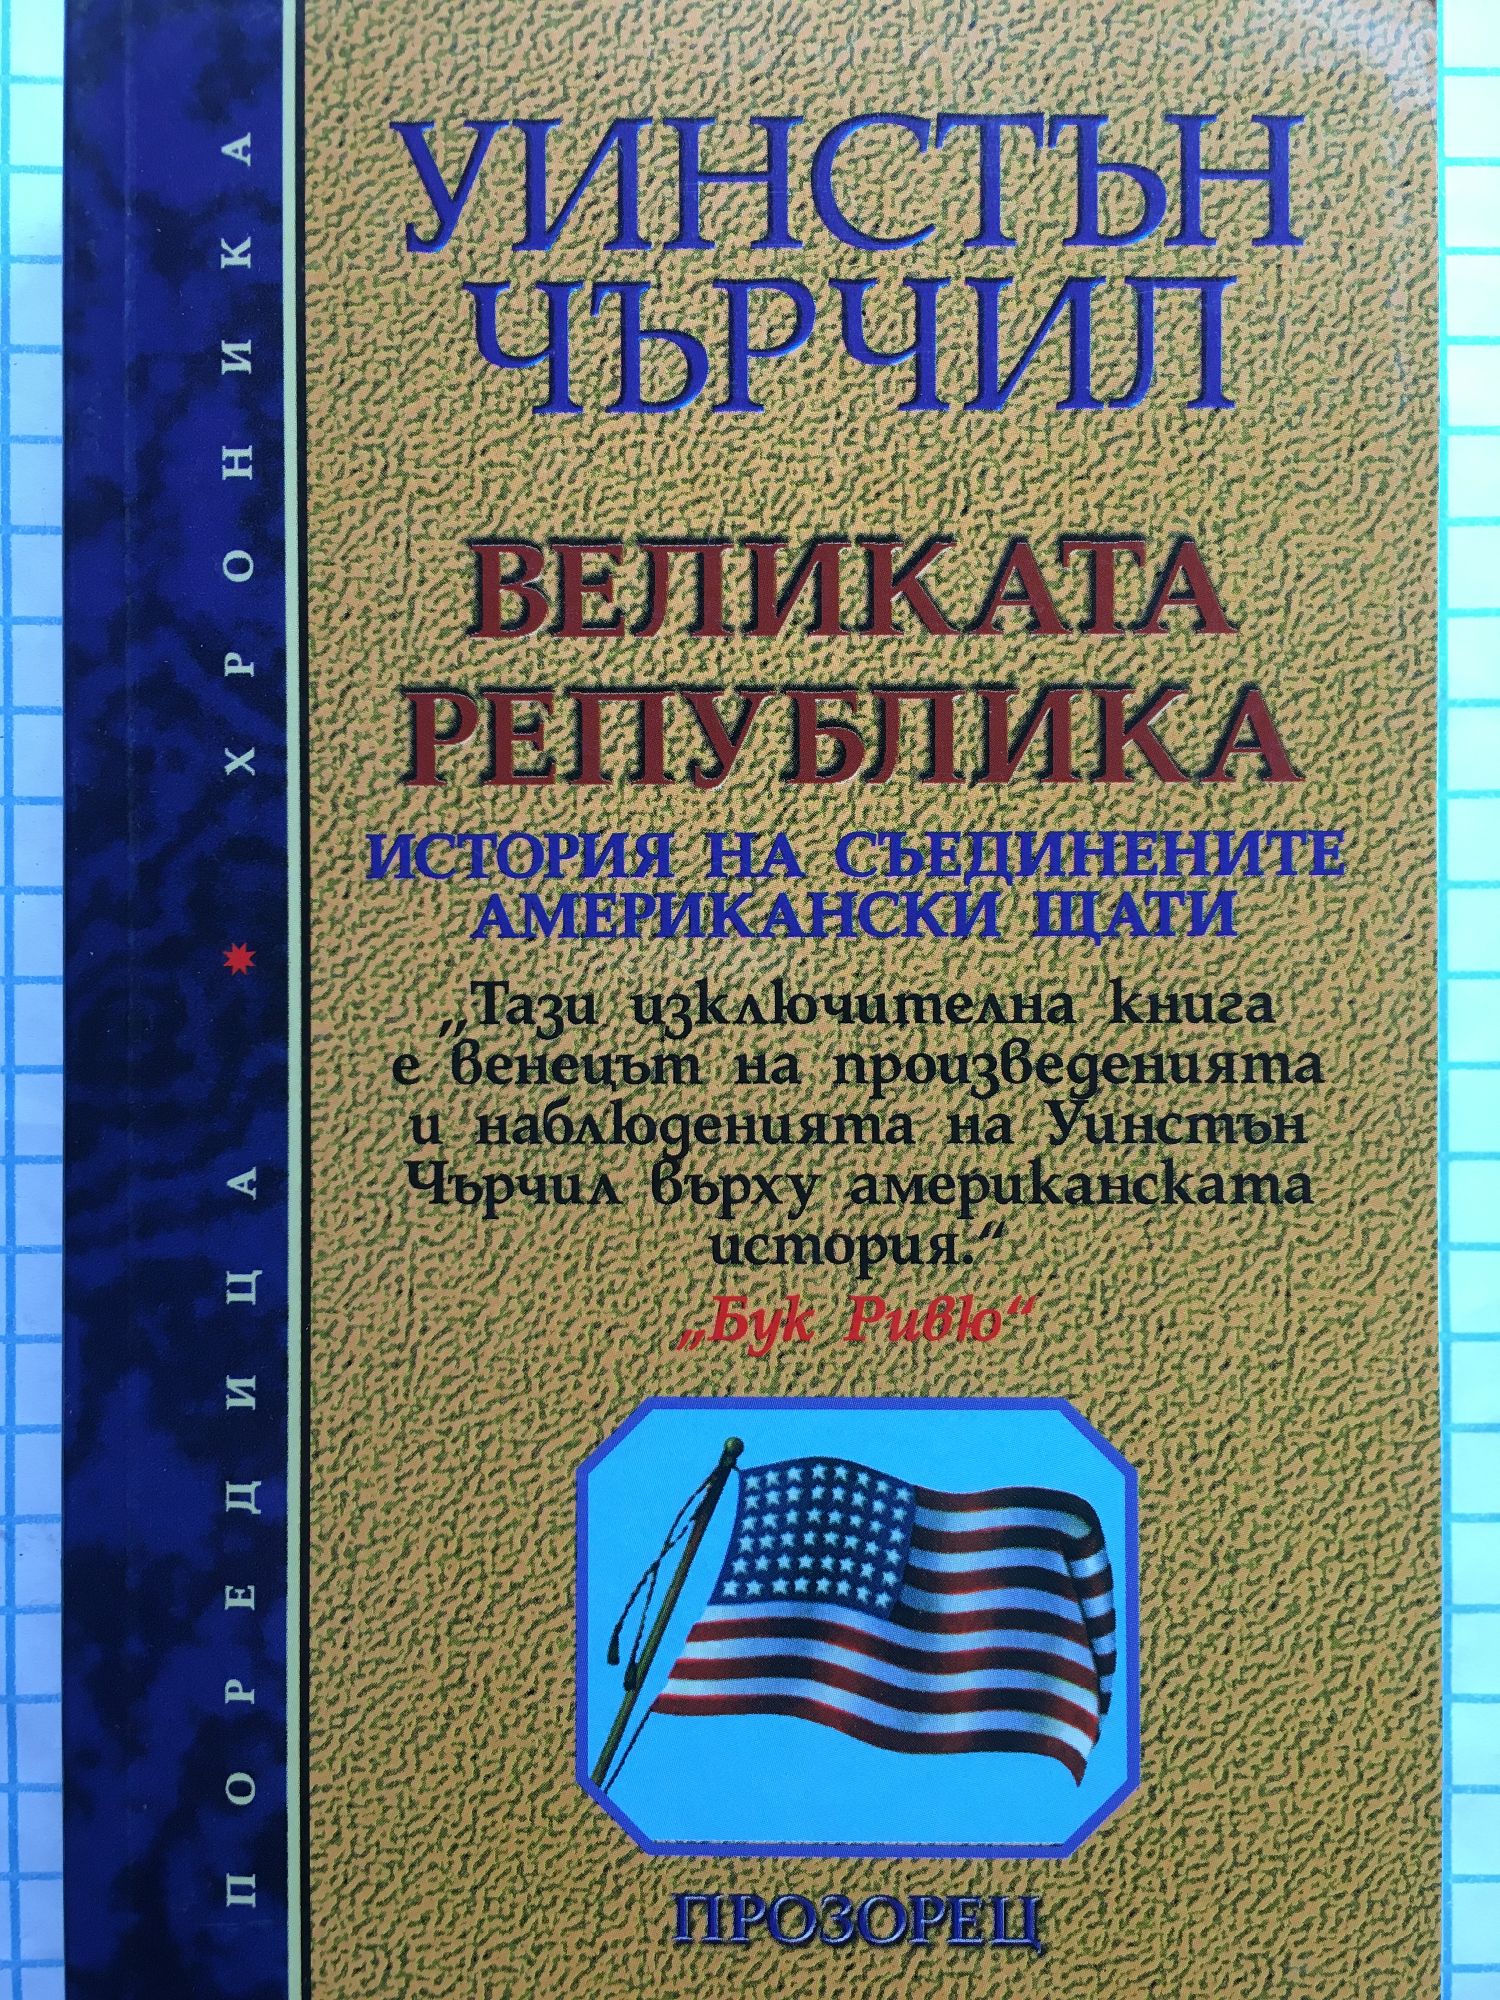 УИНСТЪН
ЧЪРЧИЛ
ВЕЛИКАТА
РЕПУБЛИКА
ИСТОРИЯ НА СЪЕДИНЕНИТЕ
АМЕРИКАНСКИ ЩАТИ
„Тази изключителна книга
е венецът на произведенията
и наблюденията на Уинстън
Чърчил върху американската
история.“
„Бук Ривю“
ПРОЗОРЕЦ
ПОРЕДИЦА ХРОНИКА